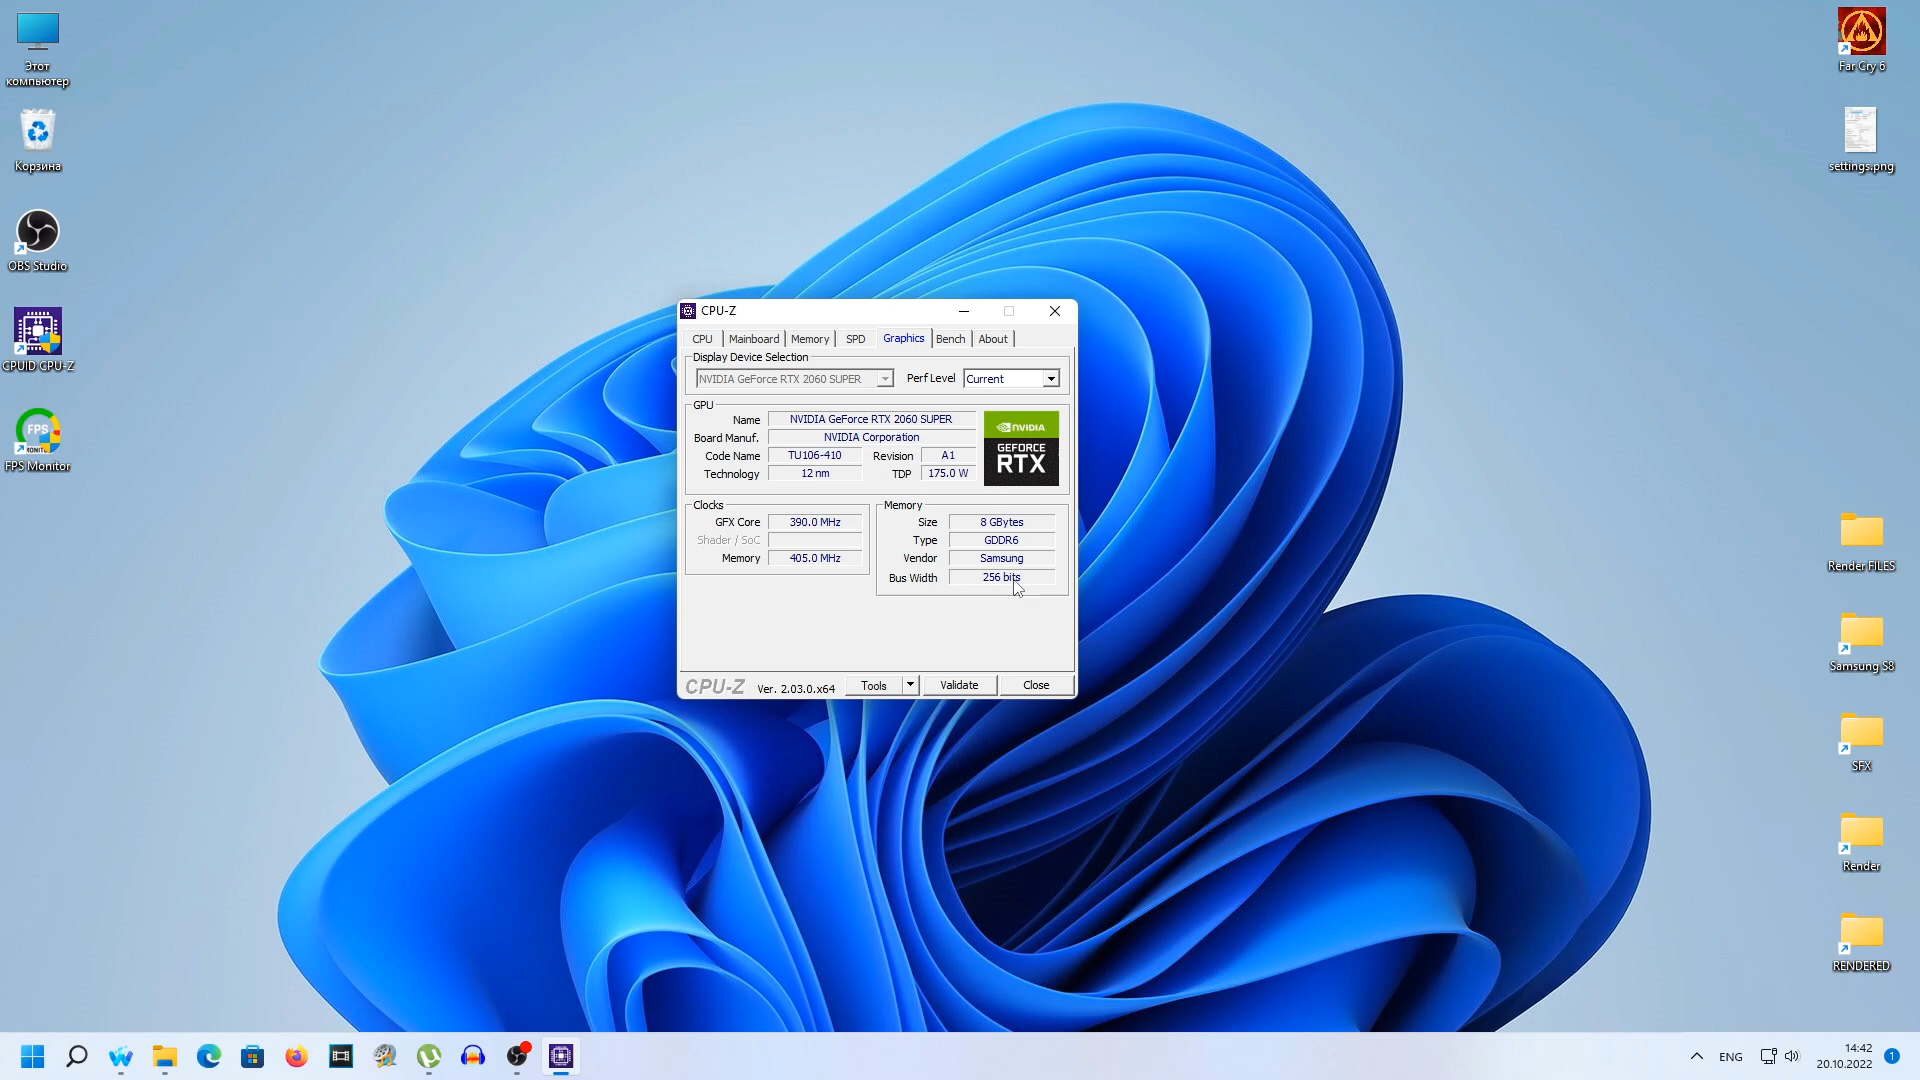 Этот
компьютер
Корзина
OBS Studio
CPUID CPU-Z
FPS
MONITOR
FPS Monitor
Far Cry 6
settings.png
Render FILES
Samsung S8
SFX
Render
RENDERED
CPU-Z
CPU Mainboard Memory SPD Graphics Bench About
Display Device Selection
NVIDIA GeForce RTX 2060 SUPER Perf Level Current
GPU
Name NVIDIA GeForce RTX 2060 SUPER
Board Manuf. NVIDIA Corporation
Code Name TU106-410 Revision A1
Technology 12 nm TDP 175.0 W
NVIDIA
GEFORCE
RTX
Clocks
GFX Core 390.0 MHz
Shader / SoC
Memory 405.0 MHz
Memory
Size 8 GBytes
Type GDDR6
Vendor Samsung
Bus Width 256 bits
CPU-Z Ver. 2.03.0.x64 Tools Validate Close
ENG
14:42
20.10.2022
1